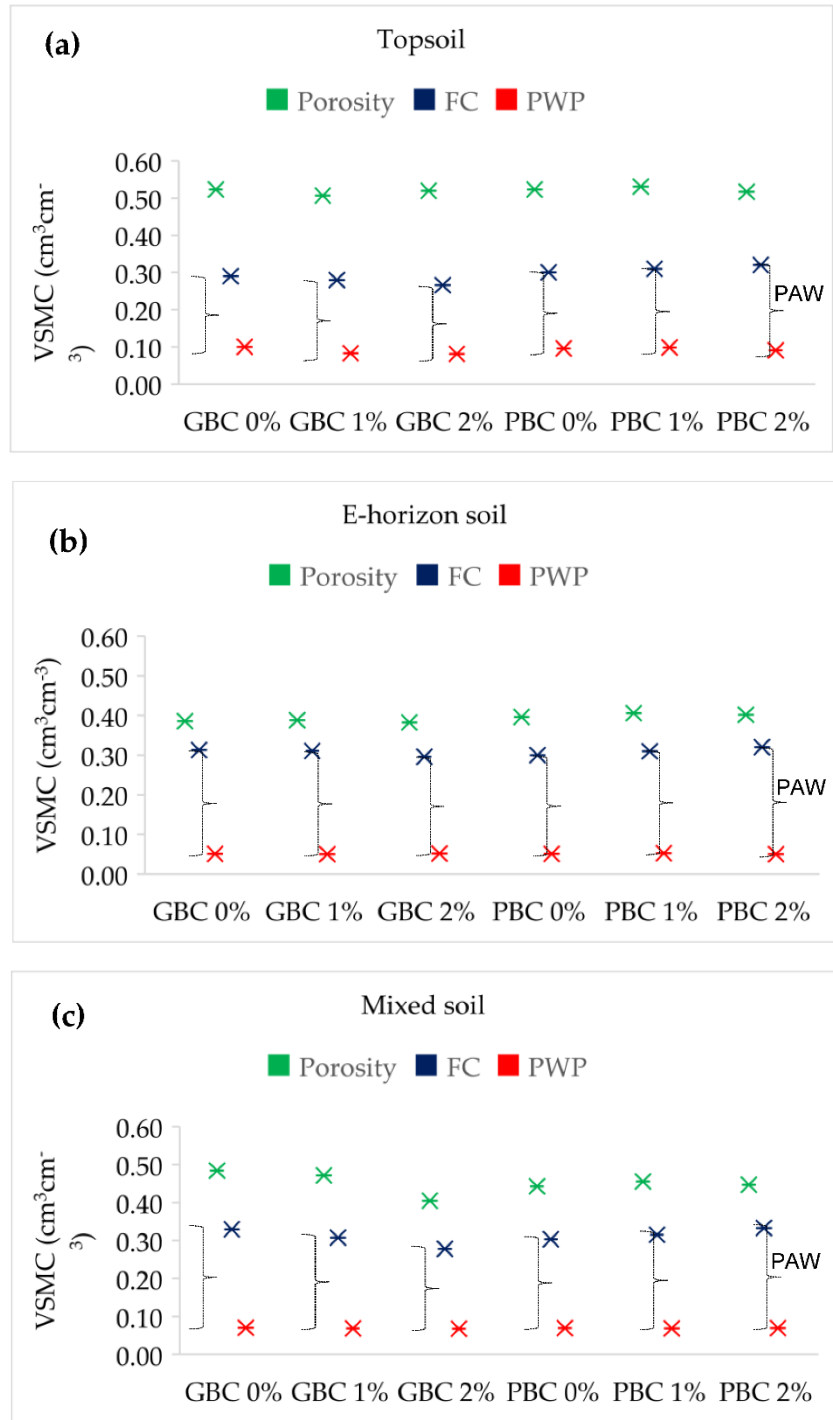 (a)
Topsoil
Porosity FC PWP
VSMC (cm³cm⁻
³)
0.60
0.50
0.40
0.30
0.20
0.10
0.00
PAW
GBC 0% GBC 1% GBC 2% PBC 0% PBC 1% PBC 2%
(b)
E-horizon soil
Porosity FC PWP
VSMC (cm³cm⁻³)
0.60
0.50
0.40
0.30
0.20
0.10
0.00
PAW
GBC 0% GBC 1% GBC 2% PBC 0% PBC 1% PBC 2%
(c)
Mixed soil
Porosity FC PWP
VSMC (cm³cm⁻
³)
0.60
0.50
0.40
0.30
0.20
0.10
0.00
PAW
GBC 0% GBC 1% GBC 2% PBC 0% PBC 1% PBC 2%